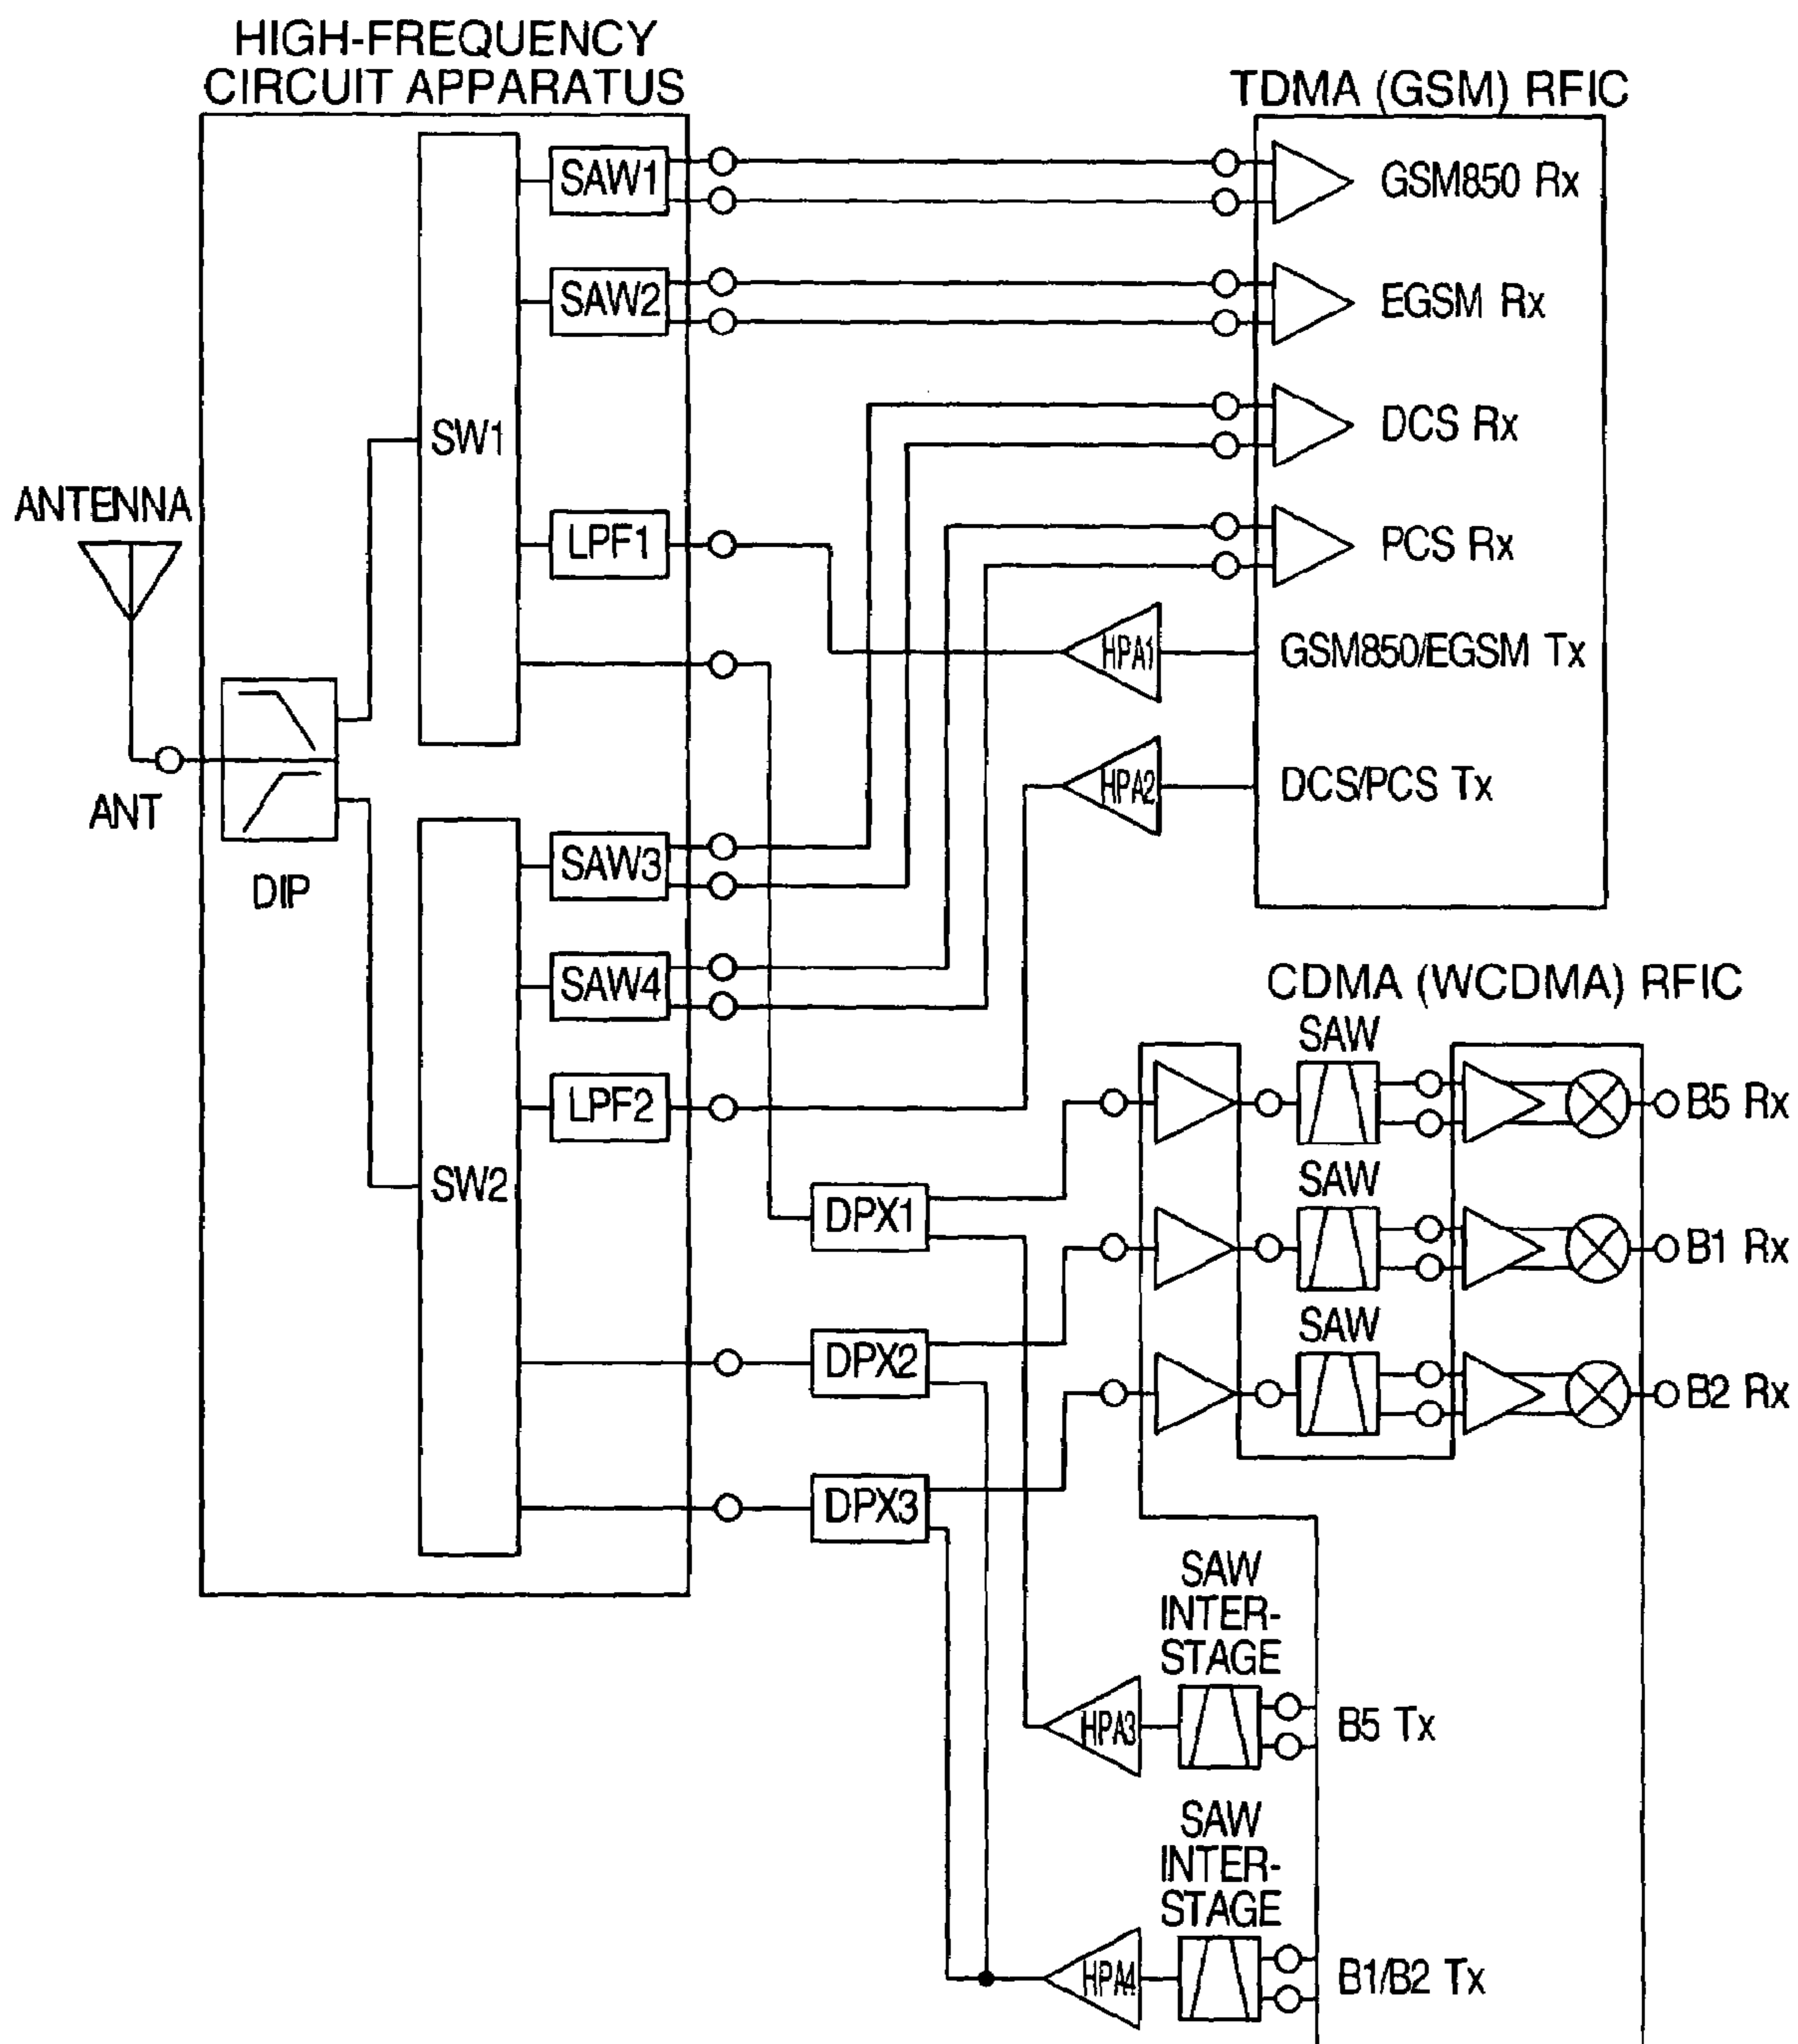 HIGH-FREQUENCY
CIRCUIT APPARATUS
TDMA (GSM) RFIC
SAW1
GSM850 Rx
SAW2
EGSM Rx
DCS Rx
SW1
ANTENNA
LPF1
PCS Rx
HPA1
GSM850/EGSM Tx
HPA2
DCS/PCS Tx
ANT
SAW3
DIP
SAW4
CDMA (WCDMA) RFIC
SAW
LPF2
B5 Rx
SW2
SAW
DPX1
B1 Rx
SAW
DPX2
B2 Rx
DPX3
SAW
INTER-
STAGE
HPA3
B5 Tx
SAW
INTER-
STAGE
HPA4
B1/B2 Tx